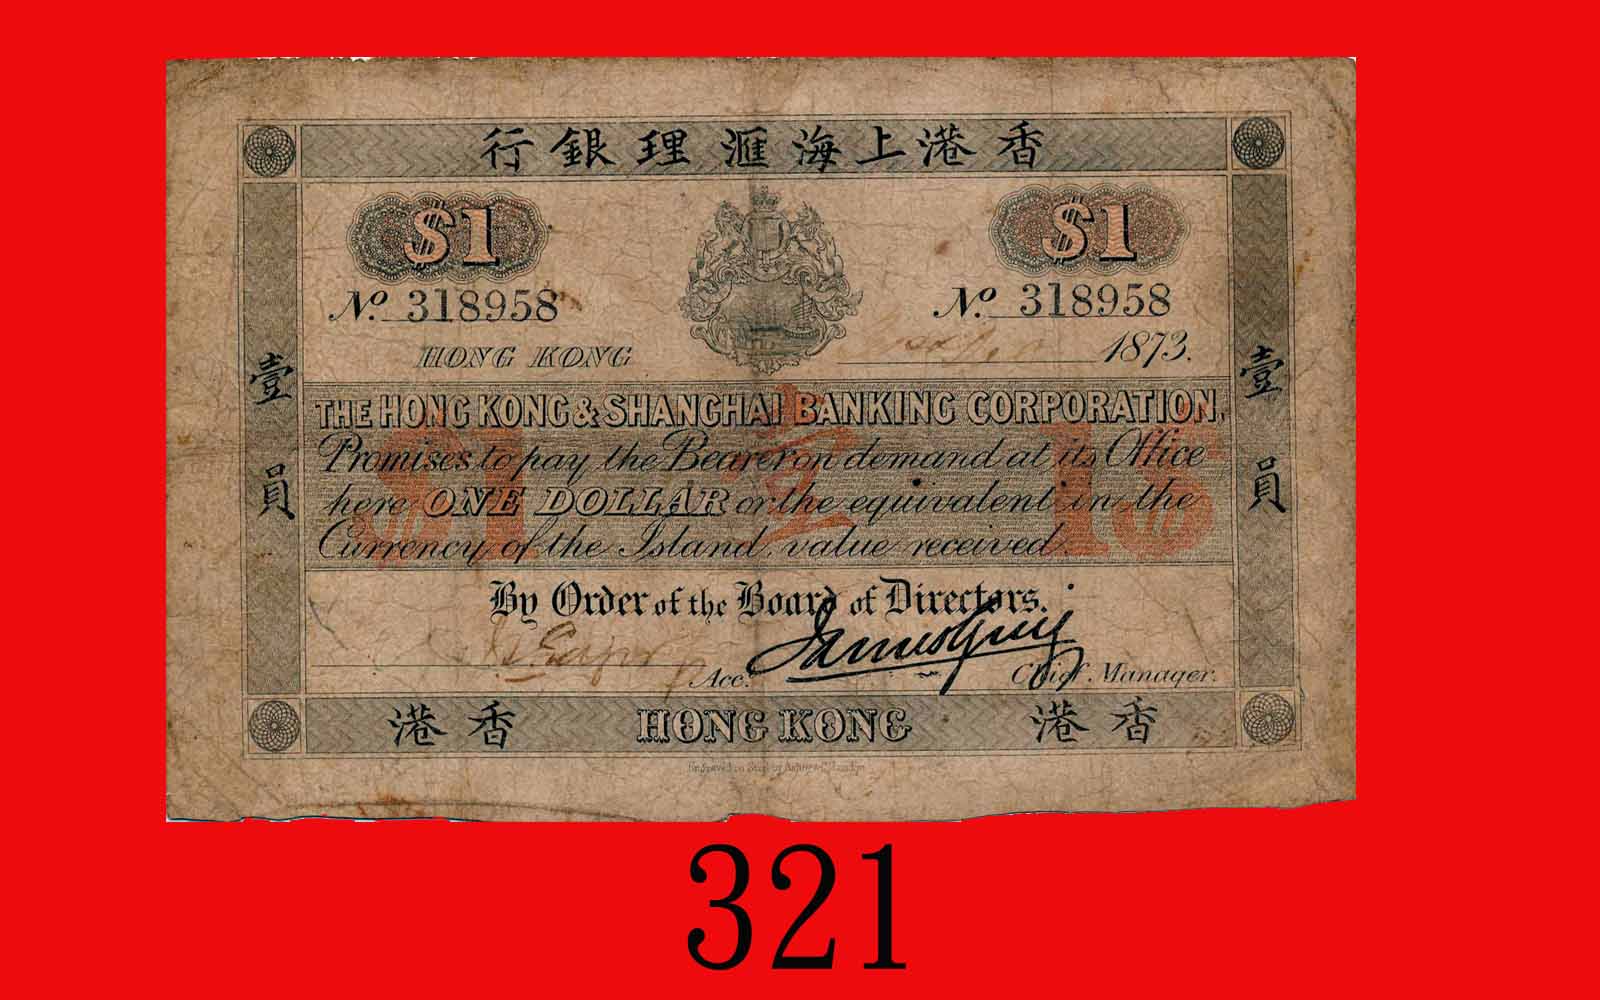 行銀理滙海上港香
$1 $1
№ 318958 № 318958
HONG KONG 1873.
壹員
壹員
THE HONG KONG & SHANGHAI BANKING CORPORATION,
Promises to pay the Bearer on demand at its Office
here ONE DOLLAR or the equivalent in the
Currency of the Island, value received.
$1 壹 1$
By Order of the Board of Directors.
Acc. Chief Manager.
港香 HONG KONG 港香
321